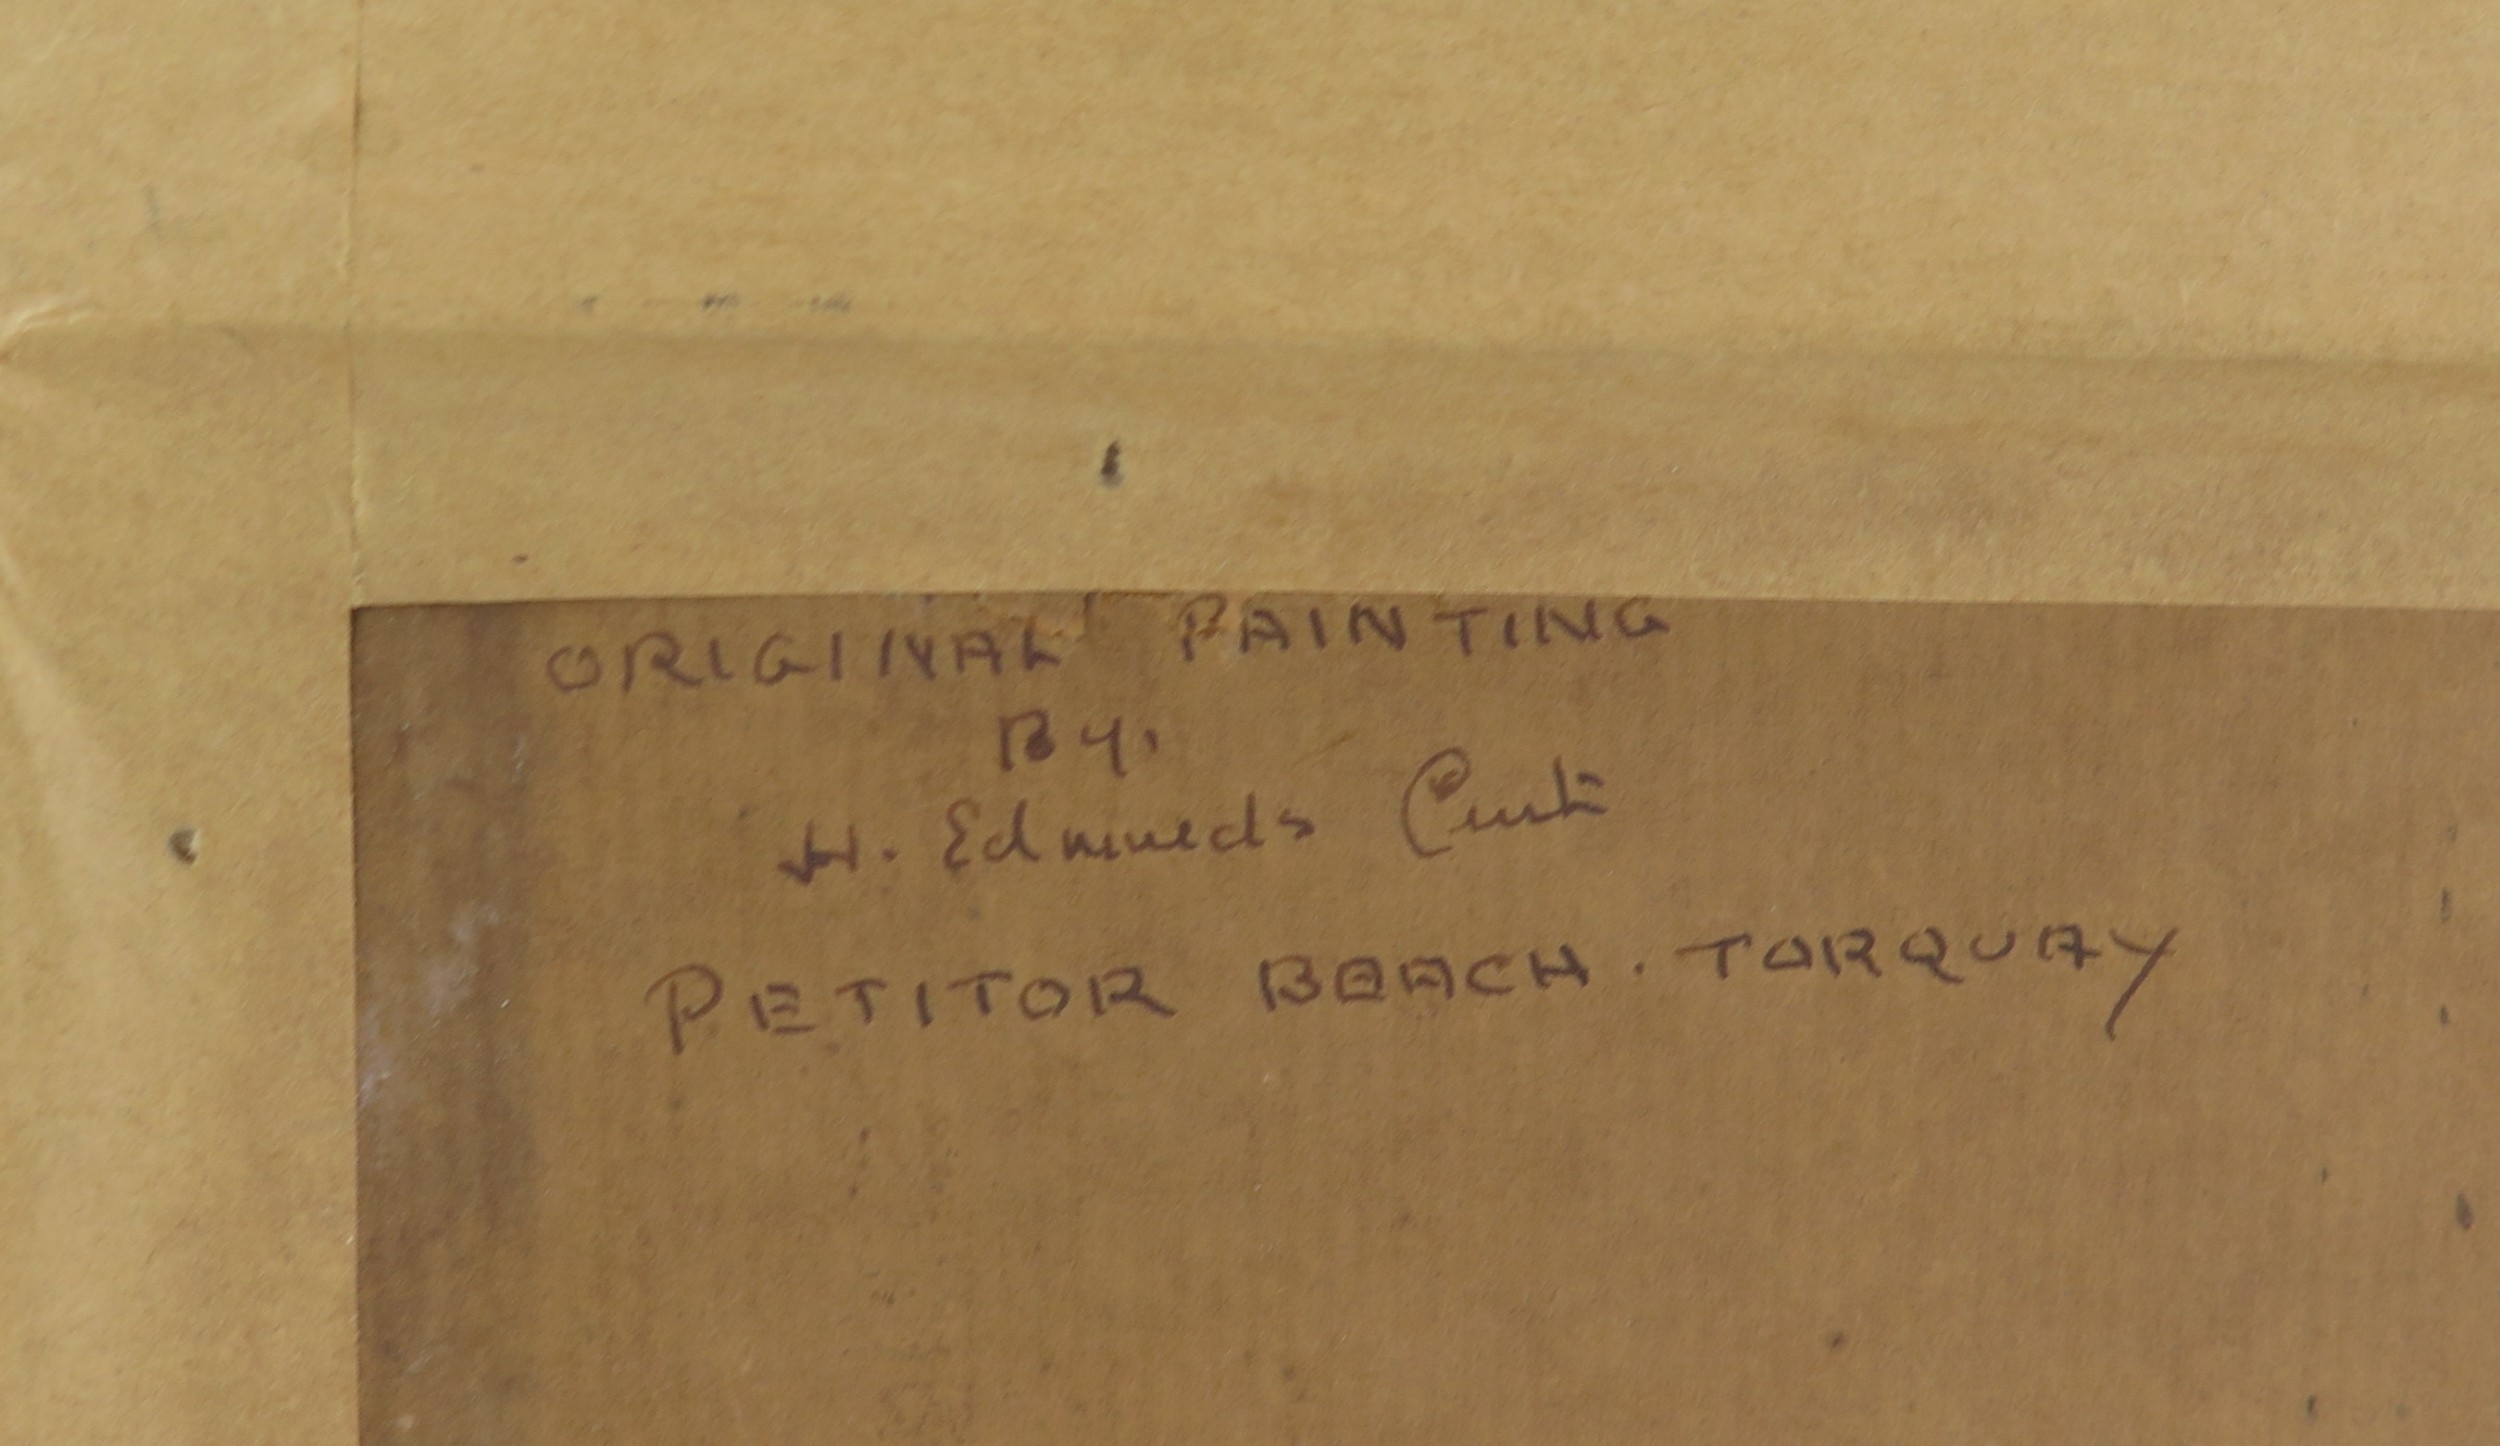 ORIGINAL PAINTING
By.
H. Edmunds
PETITOR BEACH. TORQUAY